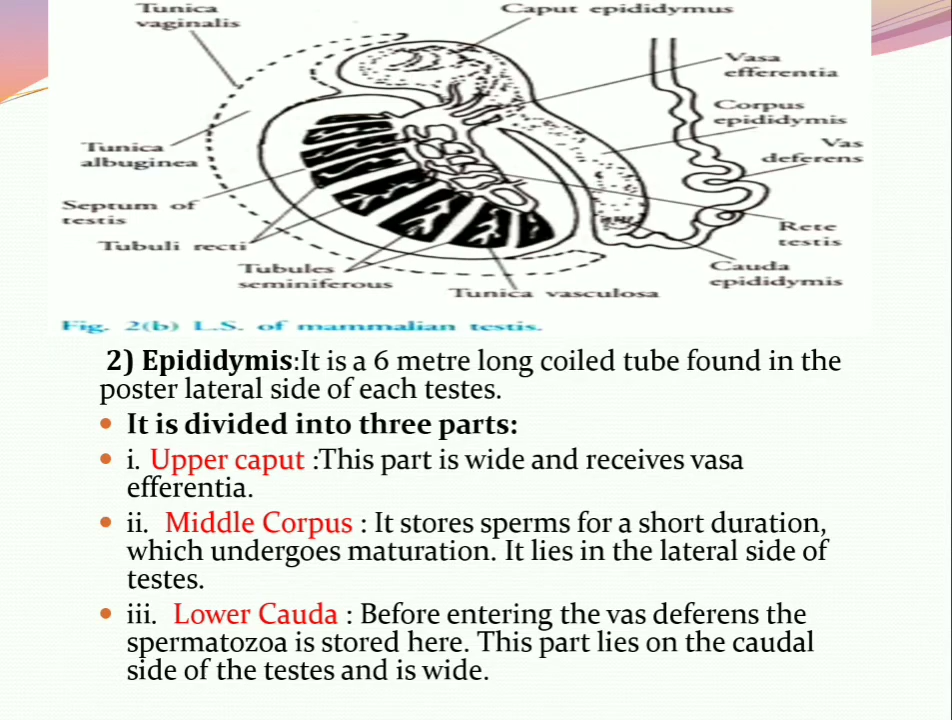 Tunica
vaginalis
Caput epididymus
Vasa
efferentia
Corpus
epididymis
Vas
deferens
Tunica
albuginea
Septum of
testis
Tubuli recti
Tubules
seminiferous
Tunica vasculosa
Rete
testis
Cauda
epididymis
Fig. 2(b) L.S. of mammalian testis.
2) Epididymis:It is a 6 metre long coiled tube found in the
poster lateral side of each testes.
• It is divided into three parts:
• i. Upper caput :This part is wide and receives vasa
efferentia.
• ii. Middle Corpus : It stores sperms for a short duration,
which undergoes maturation. It lies in the lateral side of
testes.
• iii. Lower Cauda : Before entering the vas deferens the
spermatozoa is stored here. This part lies on the caudal
side of the testes and is wide.